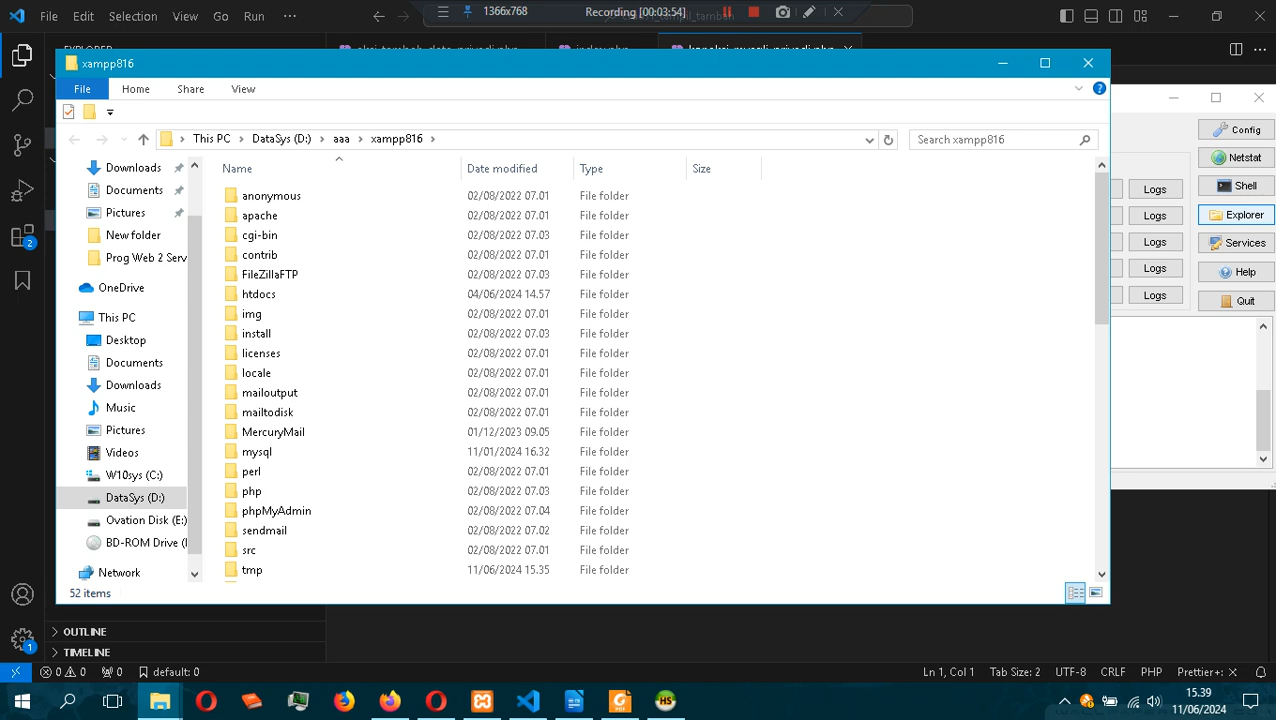 File Edit Selection View Go Run ···
1366x768
Recording [00:03:54]
EXPLORER
index.php
xampp816
File Home Share View
This PC > DataSys (D:) > aaa > xampp816 >
Search xampp816
Downloads
Documents
Pictures
New folder
Prog Web 2 Serv
OneDrive
This PC
Desktop
Documents
Downloads
Music
Pictures
Videos
W10sys (C:)
DataSys (D:)
Ovation Disk (E:)
BD-ROM Drive (
Network
Name Date modified Type Size
anonymous 02/08/2022 07.01 File folder
apache 02/08/2022 07.01 File folder
cgi-bin 02/08/2022 07.03 File folder
contrib 02/08/2022 07.01 File folder
FileZillaFTP 02/08/2022 07.03 File folder
htdocs 04/06/2024 14.57 File folder
img 02/08/2022 07.01 File folder
install 02/08/2022 07.03 File folder
licenses 02/08/2022 07.01 File folder
locale 02/08/2022 07.01 File folder
mailoutput 02/08/2022 07.01 File folder
mailtodisk 02/08/2022 07.01 File folder
MercuryMail 01/12/2023 09.05 File folder
mysql 11/01/2024 16.32 File folder
perl 02/08/2022 07.01 File folder
php 02/08/2022 07.03 File folder
phpMyAdmin 02/08/2022 07.04 File folder
sendmail 02/08/2022 07.02 File folder
src 02/08/2022 07.01 File folder
tmp 11/06/2024 15.35 File folder
52 items
Config
Netstat
Logs Shell
Logs Explorer
Logs Services
Logs Help
Logs Quit
OUTLINE
TIMELINE
2
1
0 0 0 default: 0
Ln 1, Col 1 Tab Size: 2 UTF-8 CRLF PHP Prettier+:
15.39
11/06/2024